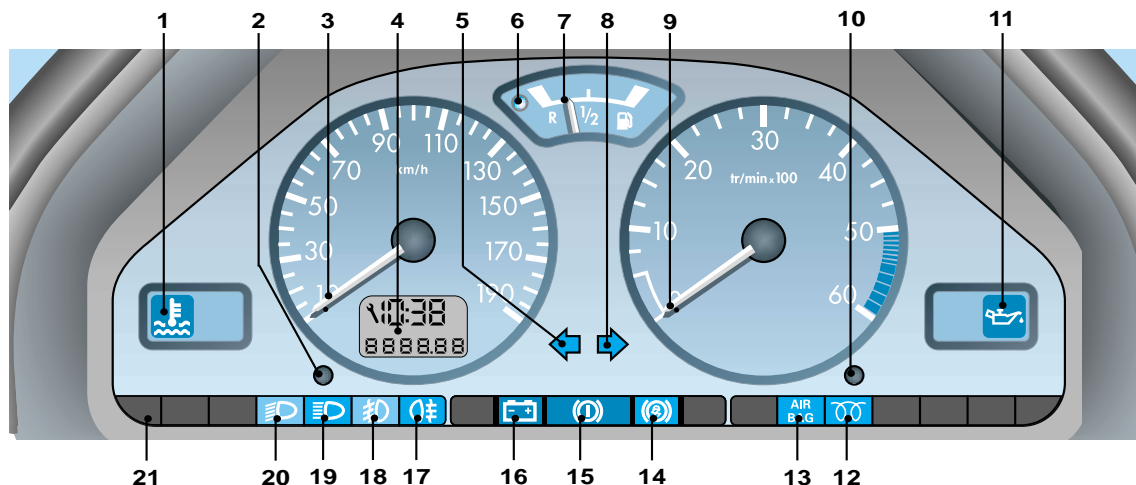 1 2 3 4 5 6 7 8 9 10 11
R 1/2
10 30 50 70 90 110 130 150 170 190
km/h
10:38
8888.88
0 10 20 30 40 50 60
tr/min x 100
AIR
BAG
21 20 19 18 17 16 15 14 13 12